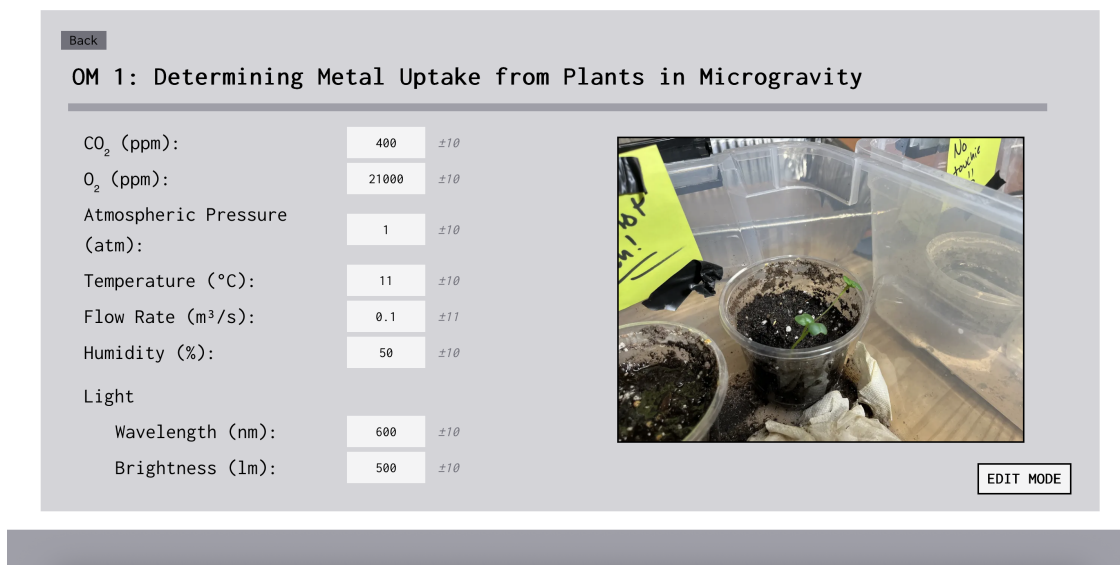 Back
OM 1: Determining Metal Uptake from Plants in Microgravity
CO₂ (ppm): 400 ±10
O₂ (ppm): 21000 ±10
Atmospheric Pressure
(atm): 1 ±10
Temperature (°C): 11 ±10
Flow Rate (m³/s): 0.1 ±11
Humidity (%): 50 ±10
Light
Wavelength (nm): 600 ±10
Brightness (lm): 500 ±10
No
touchie
!!
EDIT MODE